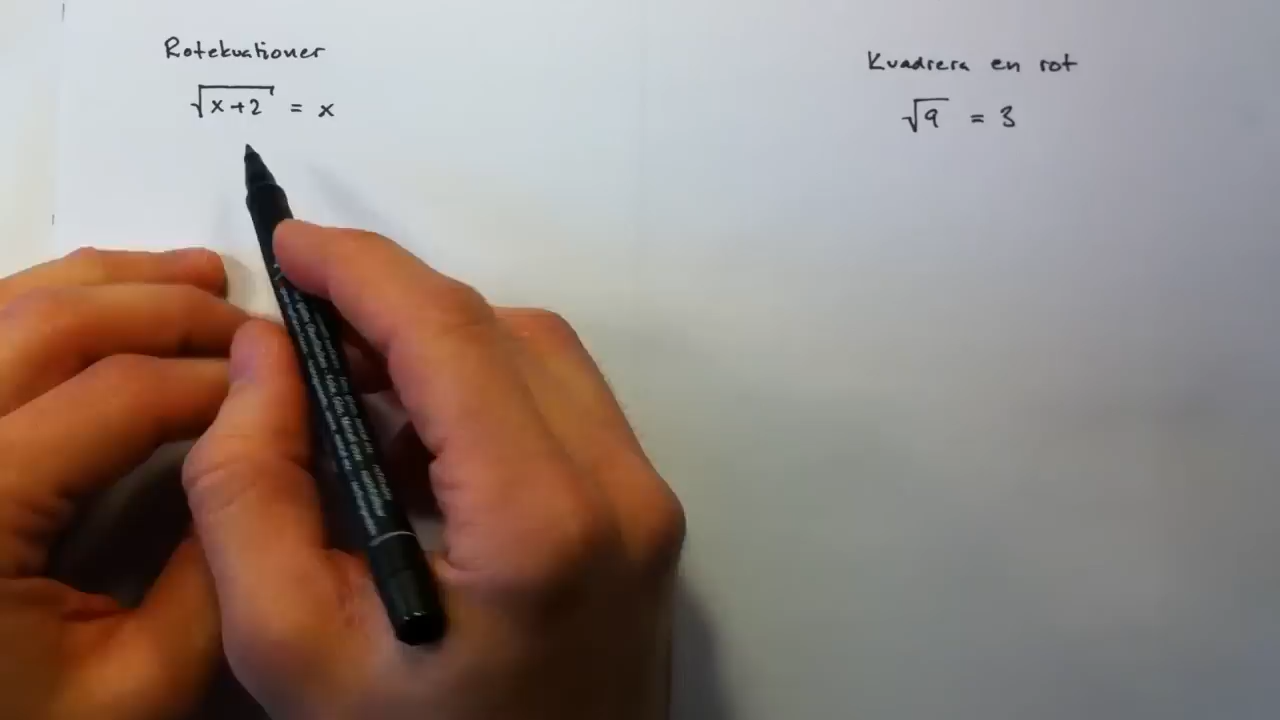 Rotekvationer
√(x+2) = x
Kvadrera en rot
√9 = 3